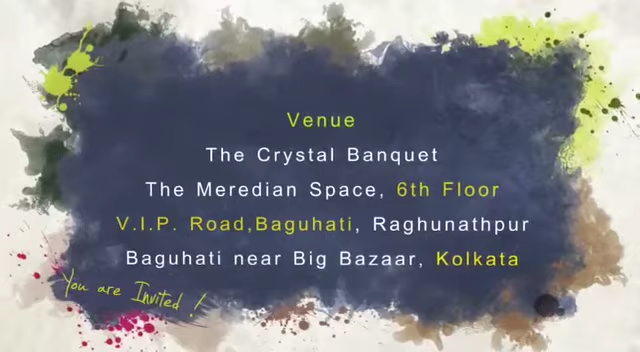 Venue
The Crystal Banquet
The Meredian Space, 6th Floor
V.I.P. Road,Baguhati, Raghunathpur
Baguhati near Big Bazaar, Kolkata
You are Invited !